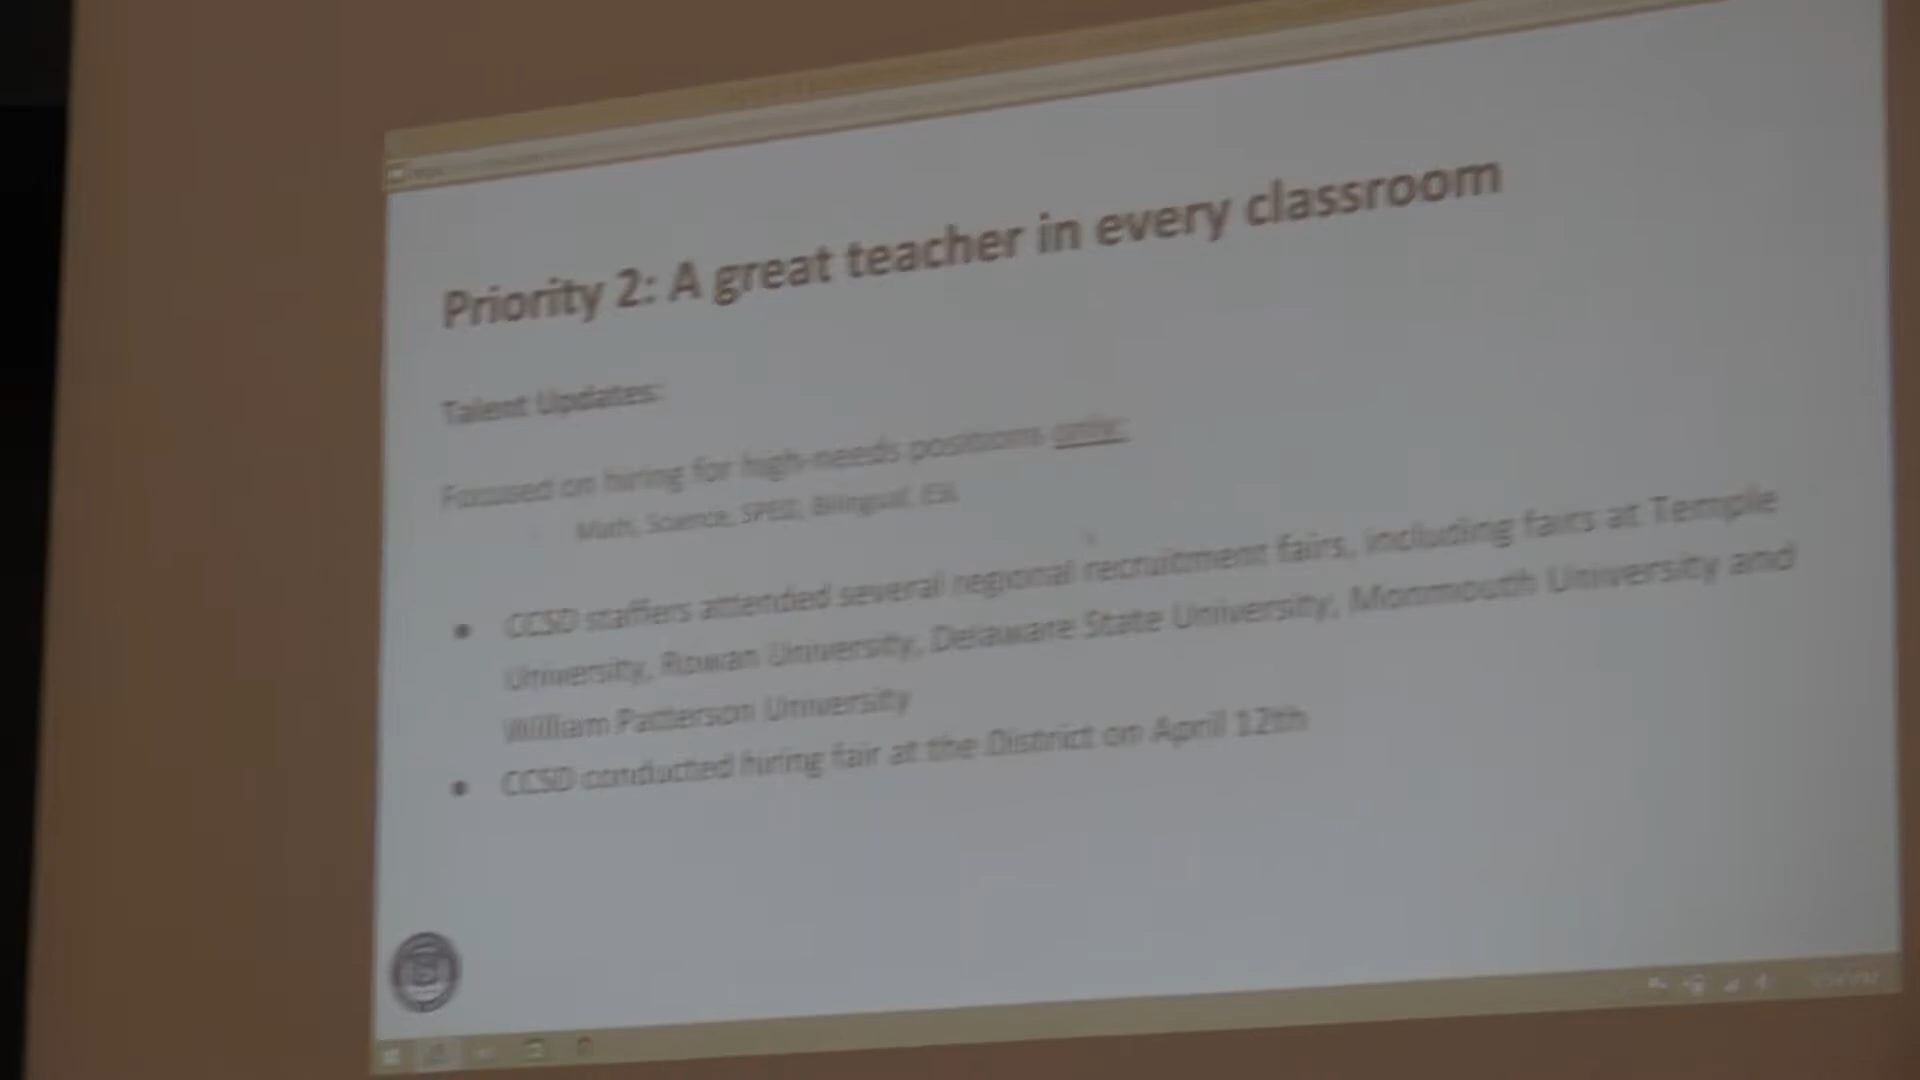 Priority 2: A great teacher in every classroom
Talent Updates:
Focused on hiring for high-needs positions only:
Math, Science, SPED, Bilingual, ESL
CCSD staffers attended several regional recruitment fairs, including fairs at Temple
University, Rowan University, Delaware State University, Monmouth University and
William Patterson University
CCSD conducted hiring fair at the District on April 12th